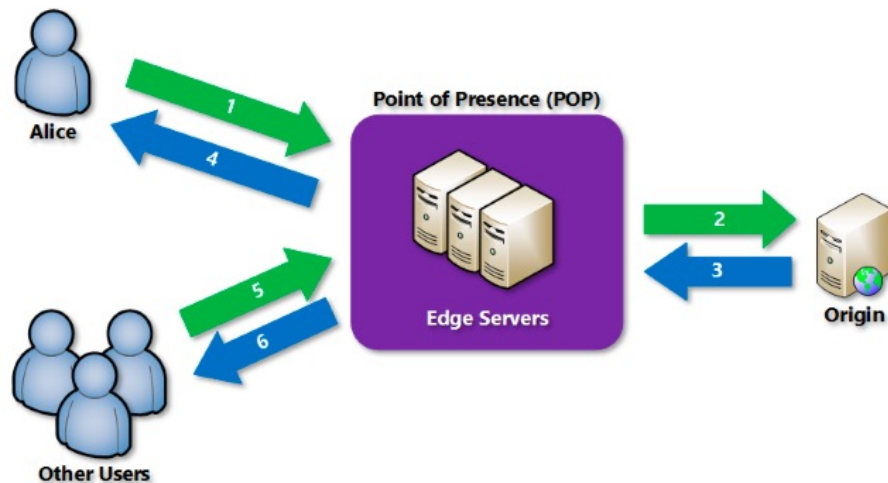 Alice
1
4
Point of Presence (POP)
Edge Servers
2
3
Origin
5
6
Other Users